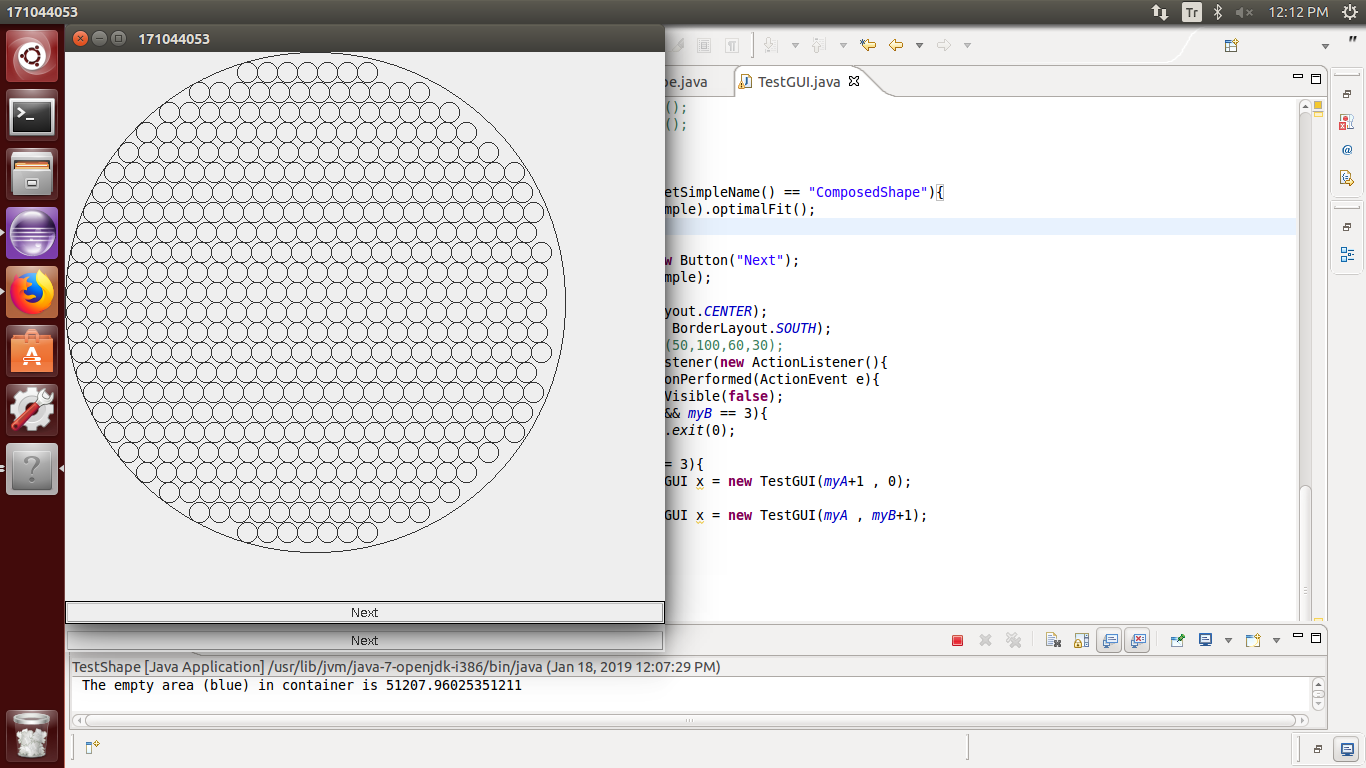 171044053
Tr
12:12 PM
171044053
pe.java
TestGUI.java
();
();
etSimpleName() == "ComposedShape"){
mple).optimalFit();
w Button("Next");
mple);
yout.CENTER);
BorderLayout.SOUTH);
(50,100,60,30);
stener(new ActionListener(){
onPerformed(ActionEvent e){
Visible(false);
&& myB == 3){
.exit(0);
= 3){
GUI x = new TestGUI(myA+1 , 0);
GUI x = new TestGUI(myA , myB+1);
Next
Next
TestShape [Java Application] /usr/lib/jvm/java-7-openjdk-i386/bin/java (Jan 18, 2019 12:07:29 PM)
The empty area (blue) in container is 51207.96025351211